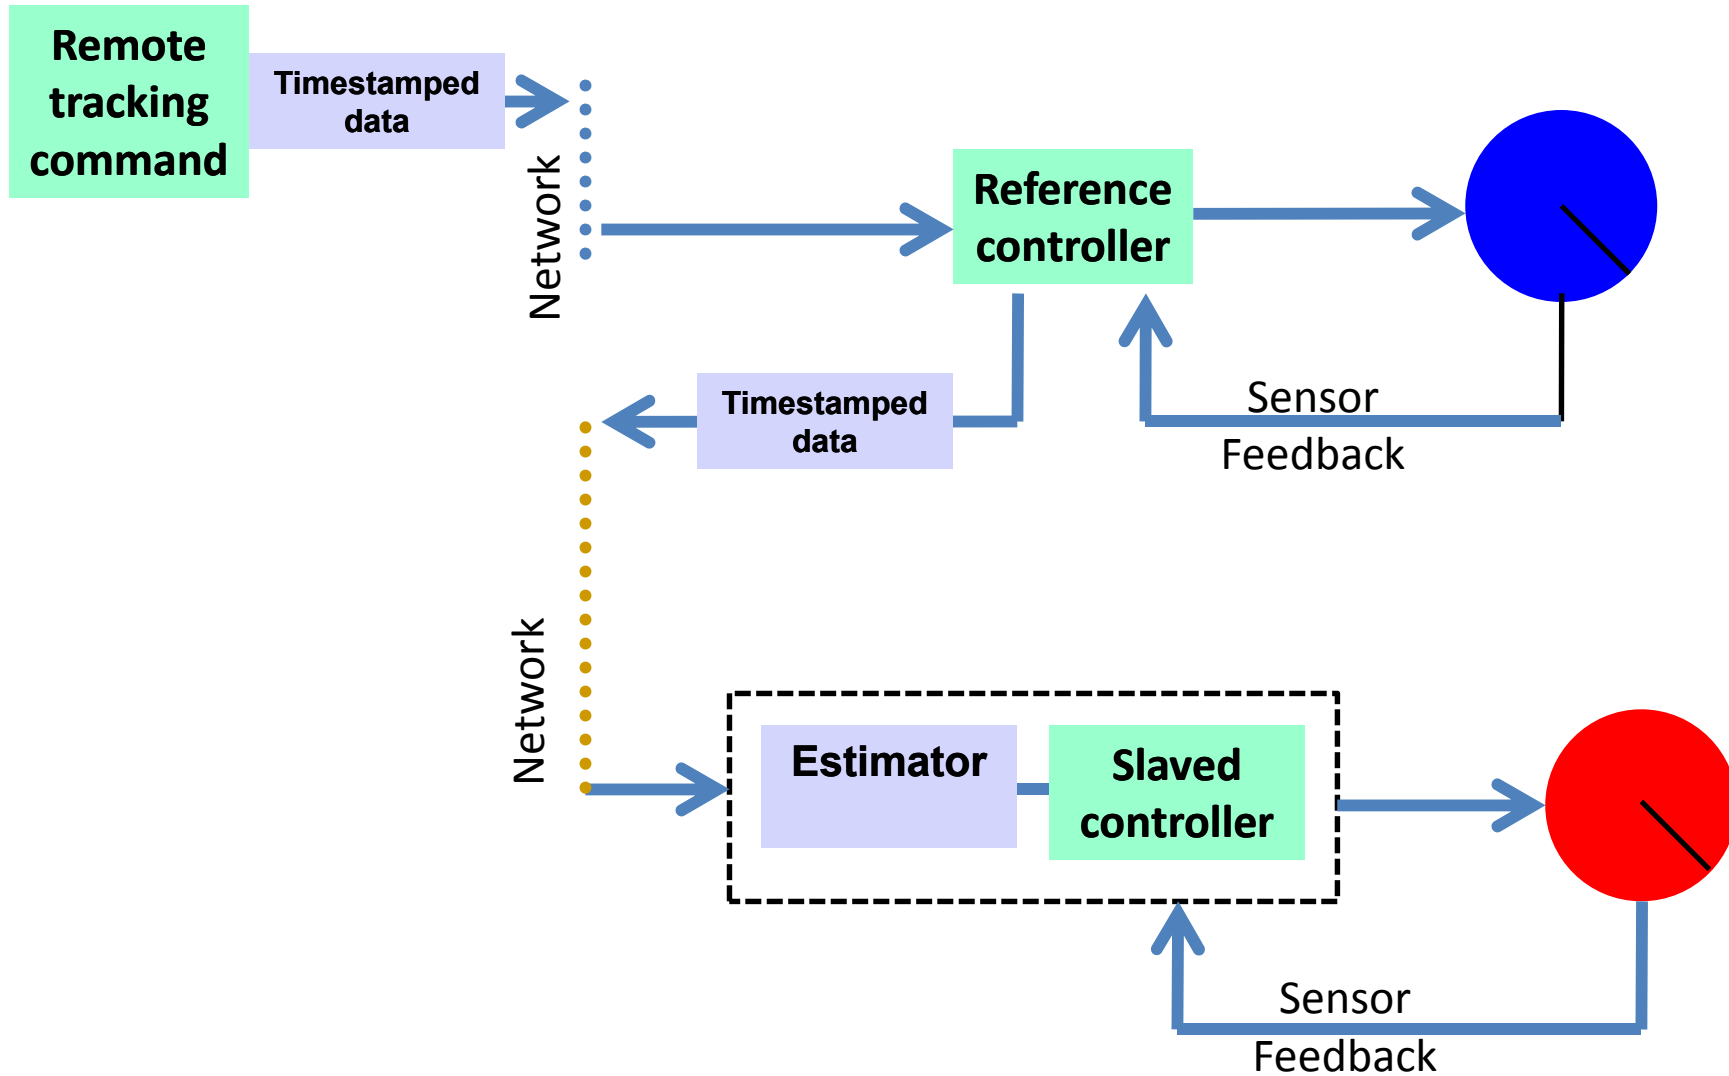 Remote
tracking
command
Timestamped
data
Network
Reference
controller
Sensor
Feedback
Timestamped
data
Network
Estimator
Slaved
controller
Sensor
Feedback